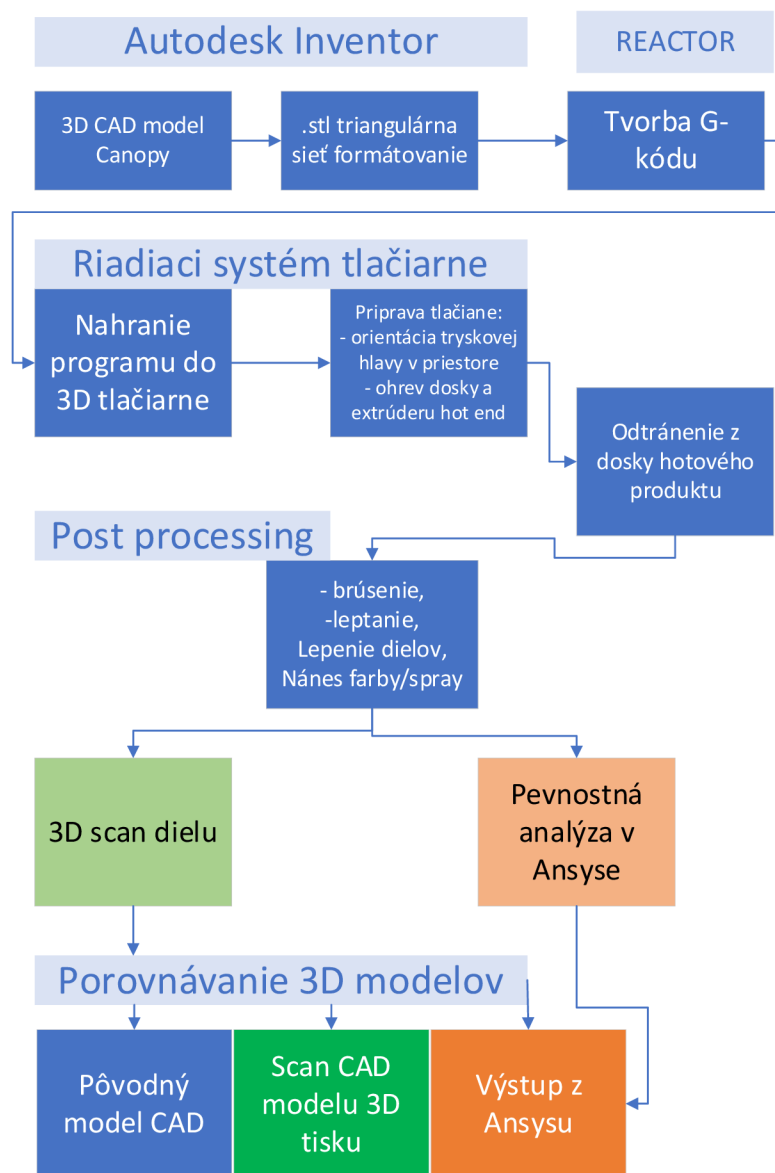 Autodesk Inventor
REACTOR
3D CAD model
Canopy
.stl triangulárna
sieť formátovanie
Tvorba G-
kódu
Riadiaci systém tlačiarne
Nahranie
programu do
3D tlačiarne
Priprava tlačiane:
- orientácia tryskovej
hlavy v priestore
- ohrev dosky a
extrúderu hot end
Odtránenie z
dosky hotového
produktu
Post processing
- brúsenie,
-leptanie,
Lepenie dielov,
Nánes farby/spray
3D scan dielu
Pevnostná
analýza v
Ansyse
Porovnávanie 3D modelov
Pôvodný
model CAD
Scan CAD
modelu 3D
tisku
Výstup z
Ansysu